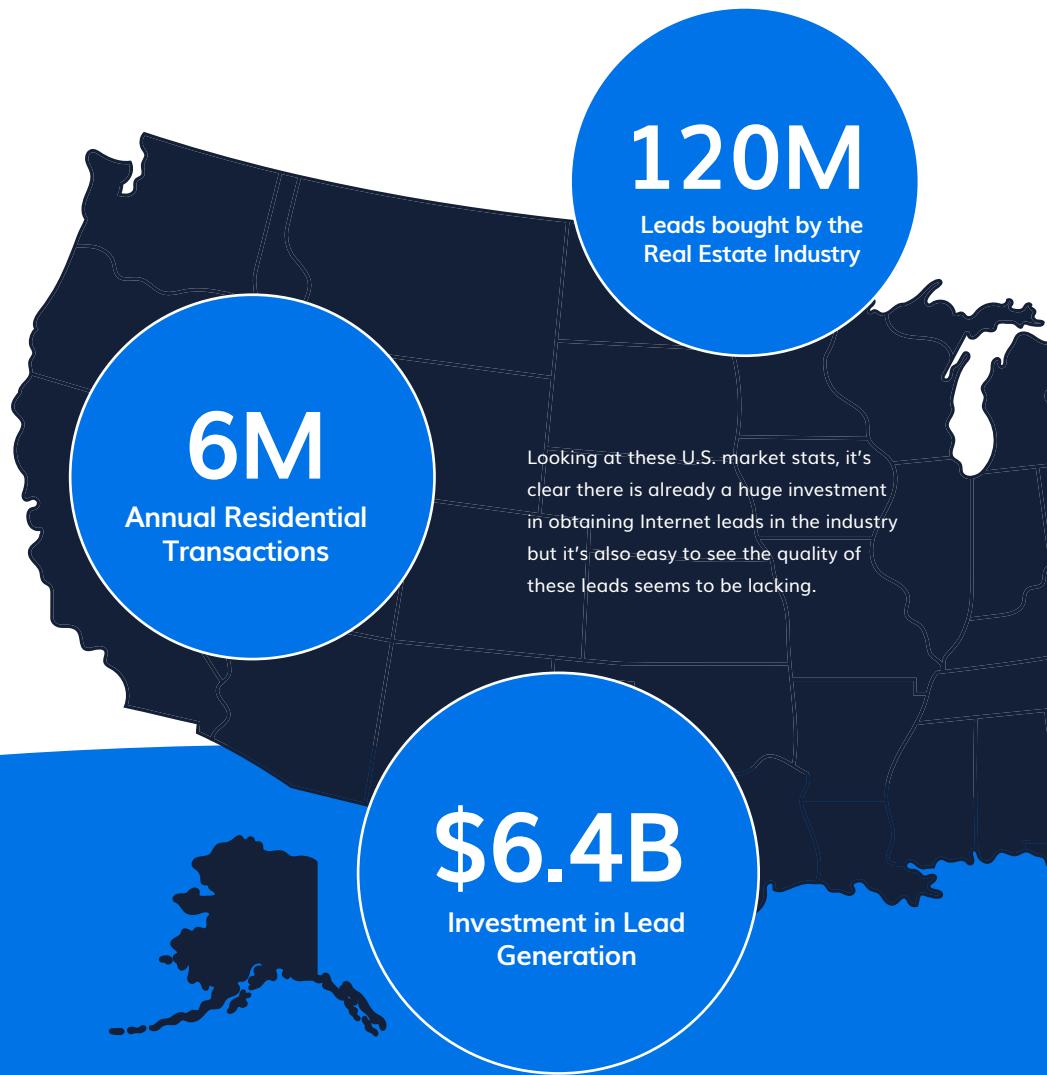 120M
Leads bought by the
Real Estate Industry
6M
Annual Residential
Transactions
Looking at these U.S. market stats, it’s
clear there is already a huge investment
in obtaining Internet leads in the industry
but it’s also easy to see the quality of
these leads seems to be lacking.
$6.4B
Investment in Lead
Generation